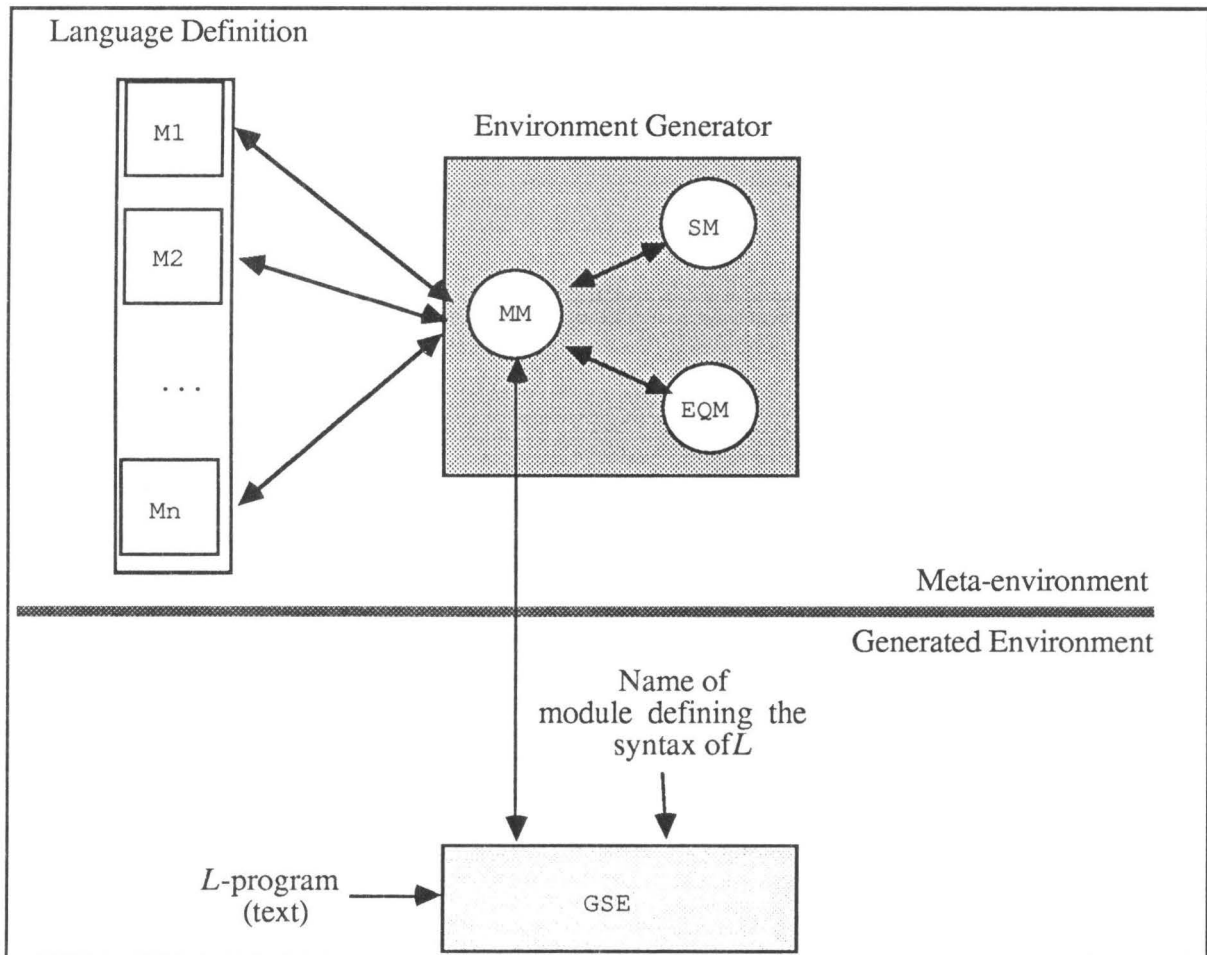 Language Definition
M1
Environment Generator
M2
SM
MM
...
EQM
Mn
Meta-environment
Generated Environment
Name of
module defining the
syntax of L
L-program
(text)
GSE